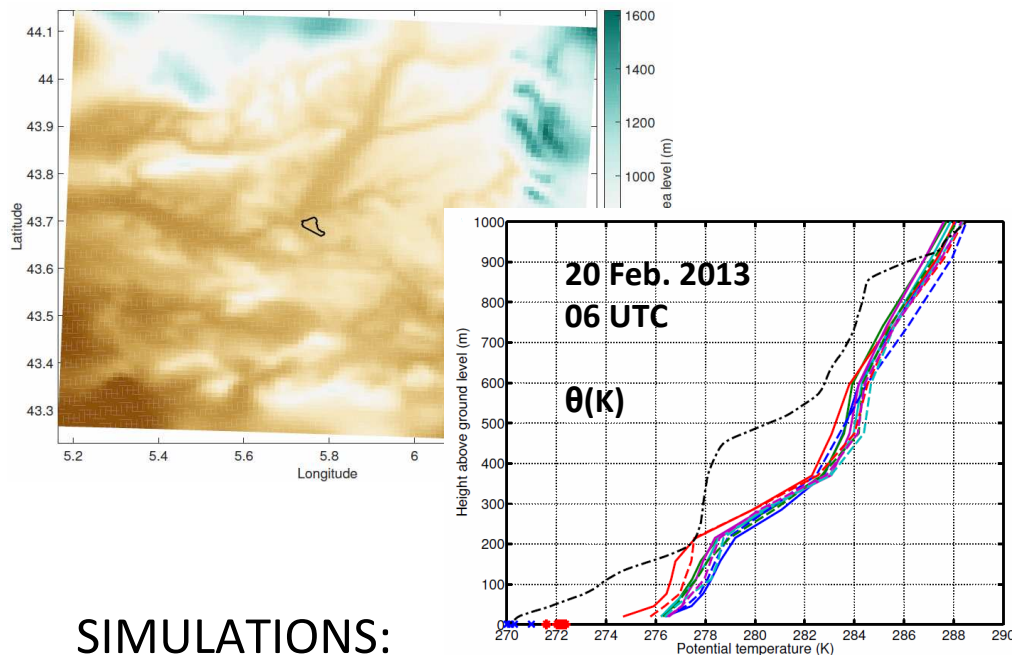 44.1
44
43.9
43.8
43.7
43.6
43.5
43.4
43.3
Latitude
5.2 5.4 5.6 5.8 6
Longitude
1600
1400
1200
1000
ea level (m)
1000
900
800
700
600
500
400
300
200
100
0
Height above ground level (m)
20 Feb. 2013
06 UTC
θ(K)
270 272 274 276 278 280 282 284 286 288 290
Potential temperature (K)
SIMULATIONS: